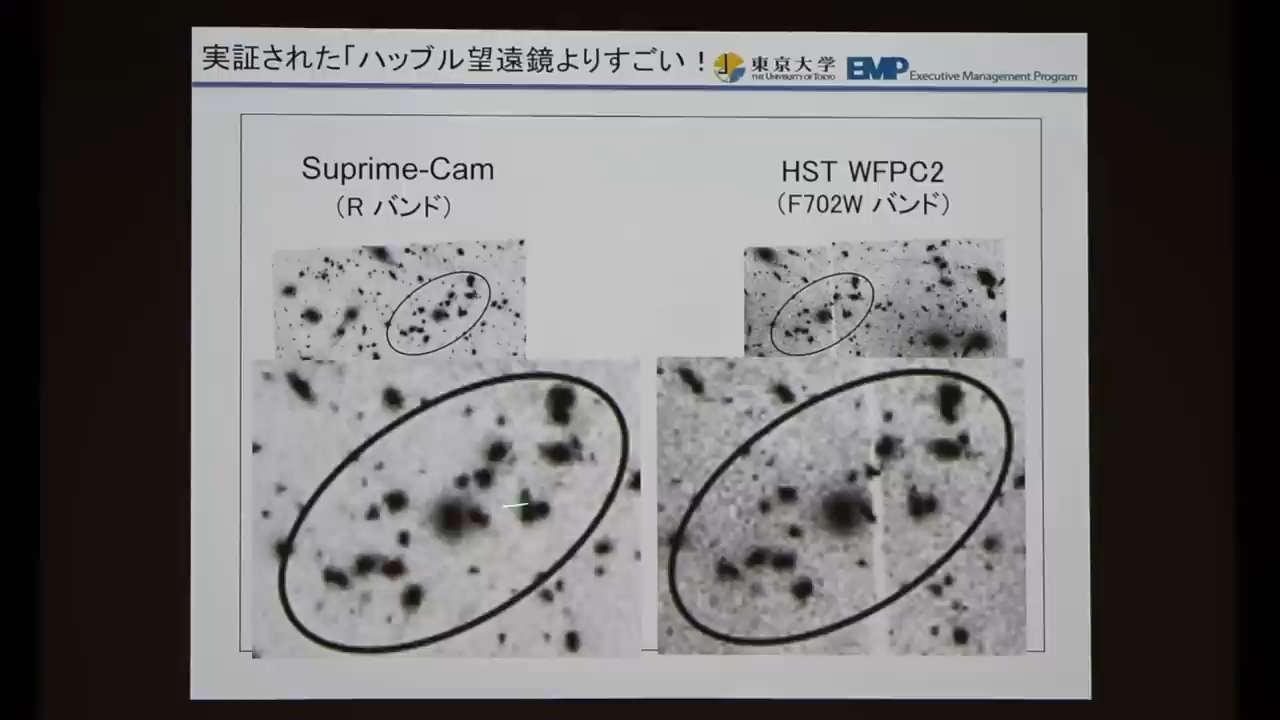 実証された「ハッブル望遠鏡よりすごい！
東京大学
THE UNIVERSITY OF TOKYO
EMP Executive Management Program
Suprime-Cam
（R バンド）
HST WFPC2
（F702W バンド）